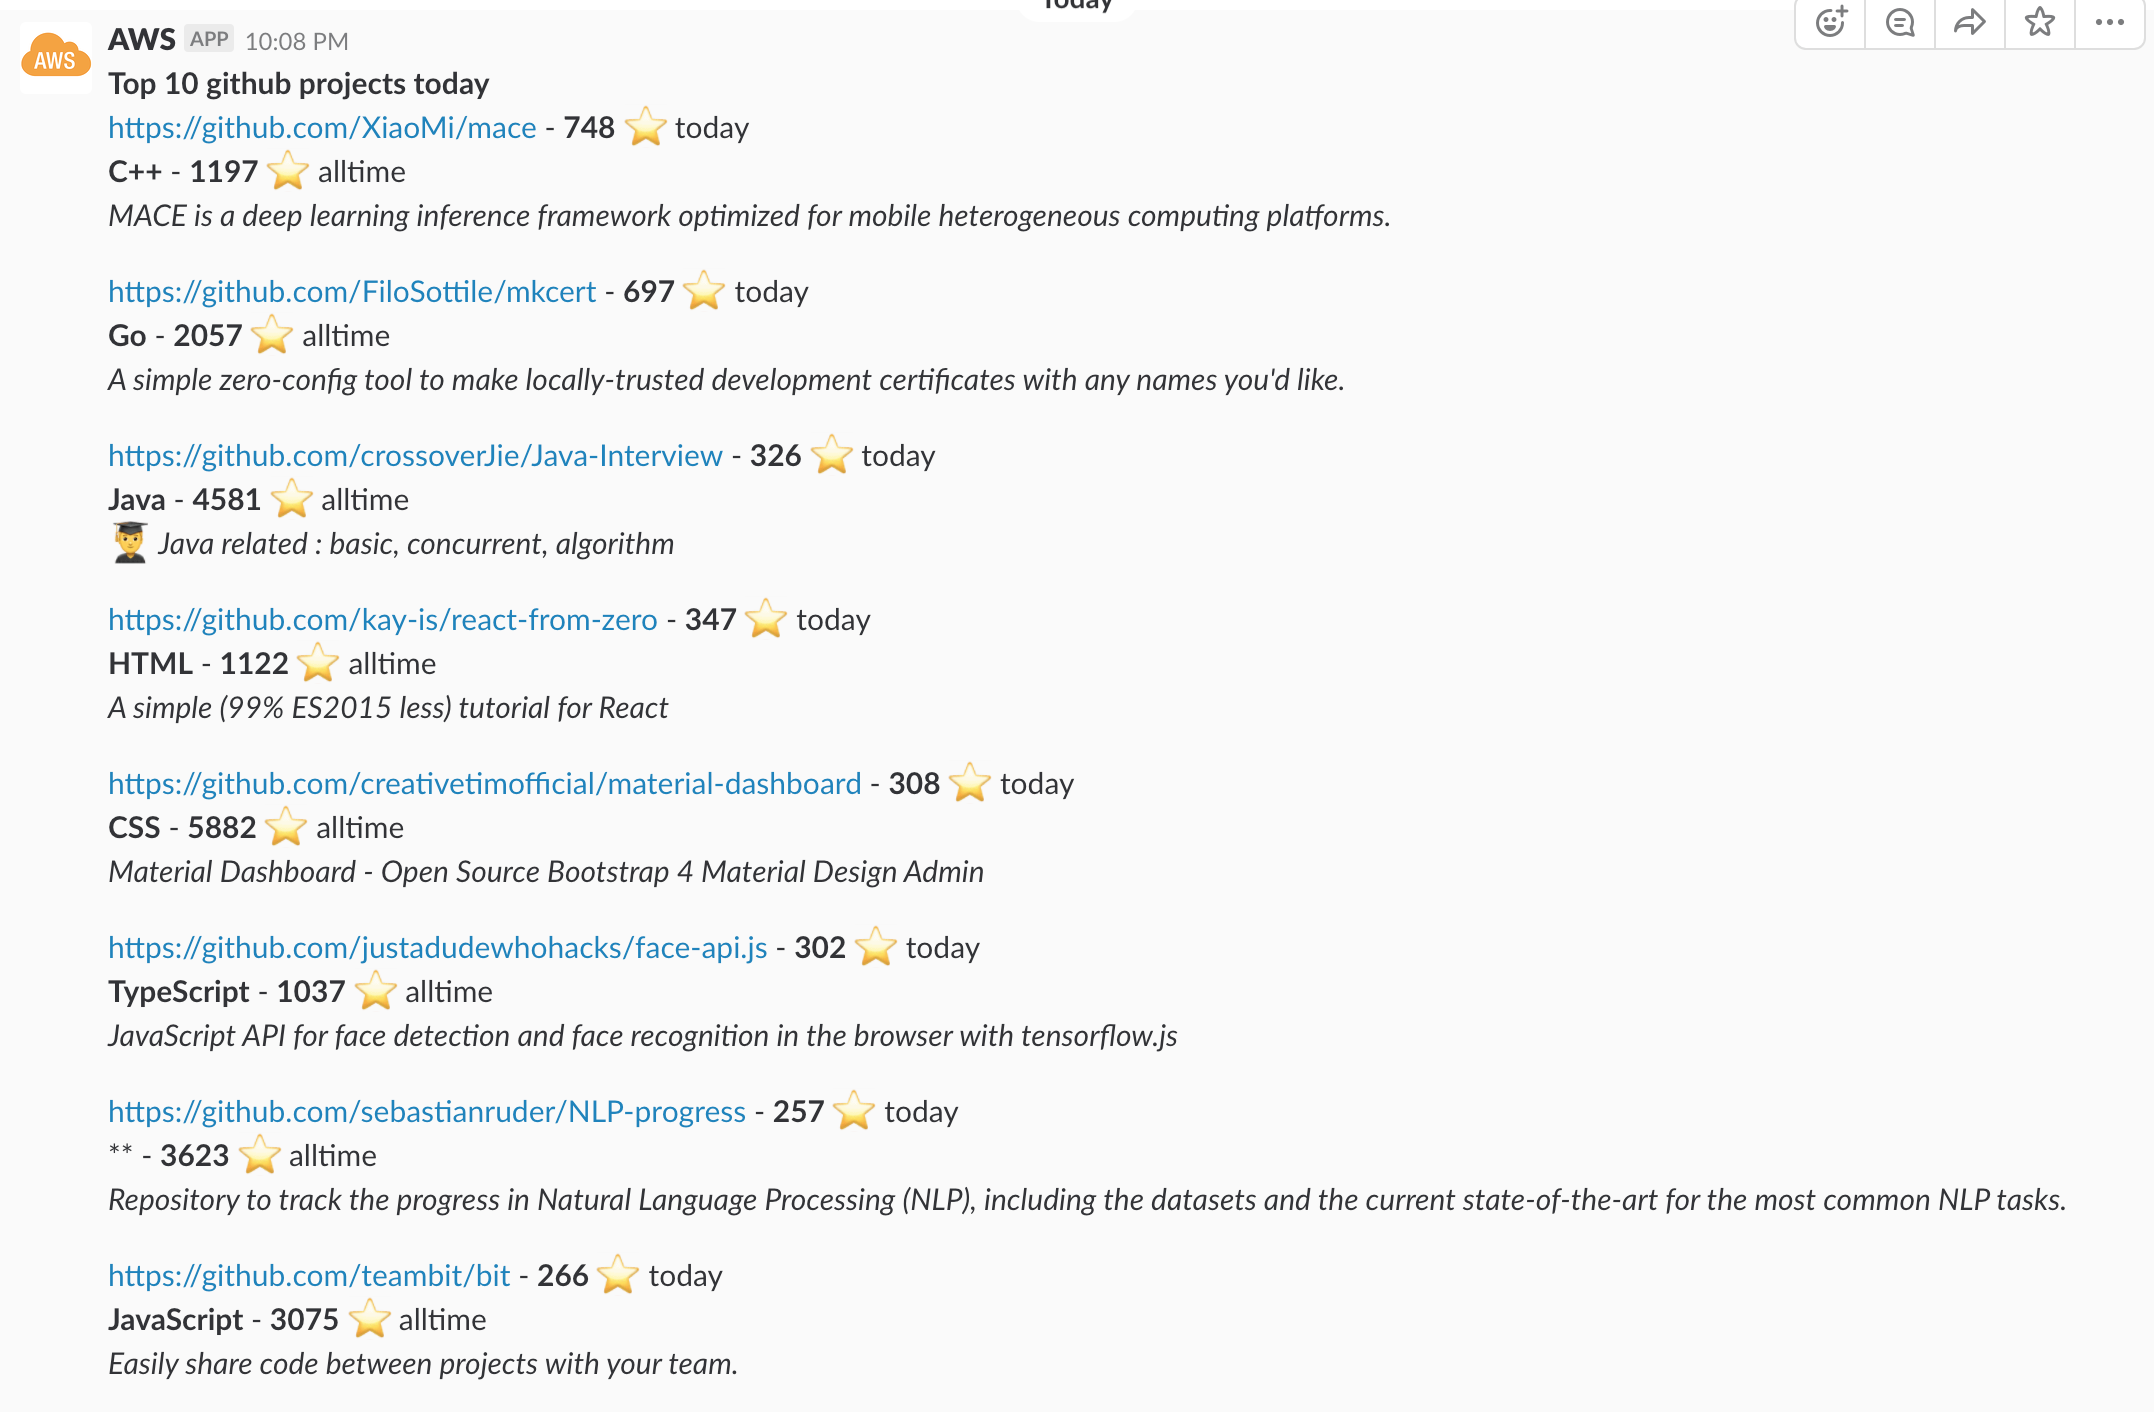 Today
AWS
AWS APP 10:08 PM
Top 10 github projects today
https://github.com/XiaoMi/mace - 748 ⭐ today
C++ - 1197 ⭐ alltime
MACE is a deep learning inference framework optimized for mobile heterogeneous computing platforms.
https://github.com/FiloSottile/mkcert - 697 ⭐ today
Go - 2057 ⭐ alltime
A simple zero-config tool to make locally-trusted development certificates with any names you'd like.
https://github.com/crossoverJie/Java-Interview - 326 ⭐ today
Java - 4581 ⭐ alltime
👨‍🎓 Java related : basic, concurrent, algorithm
https://github.com/kay-is/react-from-zero - 347 ⭐ today
HTML - 1122 ⭐ alltime
A simple (99% ES2015 less) tutorial for React
https://github.com/creativetimofficial/material-dashboard - 308 ⭐ today
CSS - 5882 ⭐ alltime
Material Dashboard - Open Source Bootstrap 4 Material Design Admin
https://github.com/justadudewhohacks/face-api.js - 302 ⭐ today
TypeScript - 1037 ⭐ alltime
JavaScript API for face detection and face recognition in the browser with tensorflow.js
https://github.com/sebastianruder/NLP-progress - 257 ⭐ today
** - 3623 ⭐ alltime
Repository to track the progress in Natural Language Processing (NLP), including the datasets and the current state-of-the-art for the most common NLP tasks.
https://github.com/teambit/bit - 266 ⭐ today
JavaScript - 3075 ⭐ alltime
Easily share code between projects with your team.